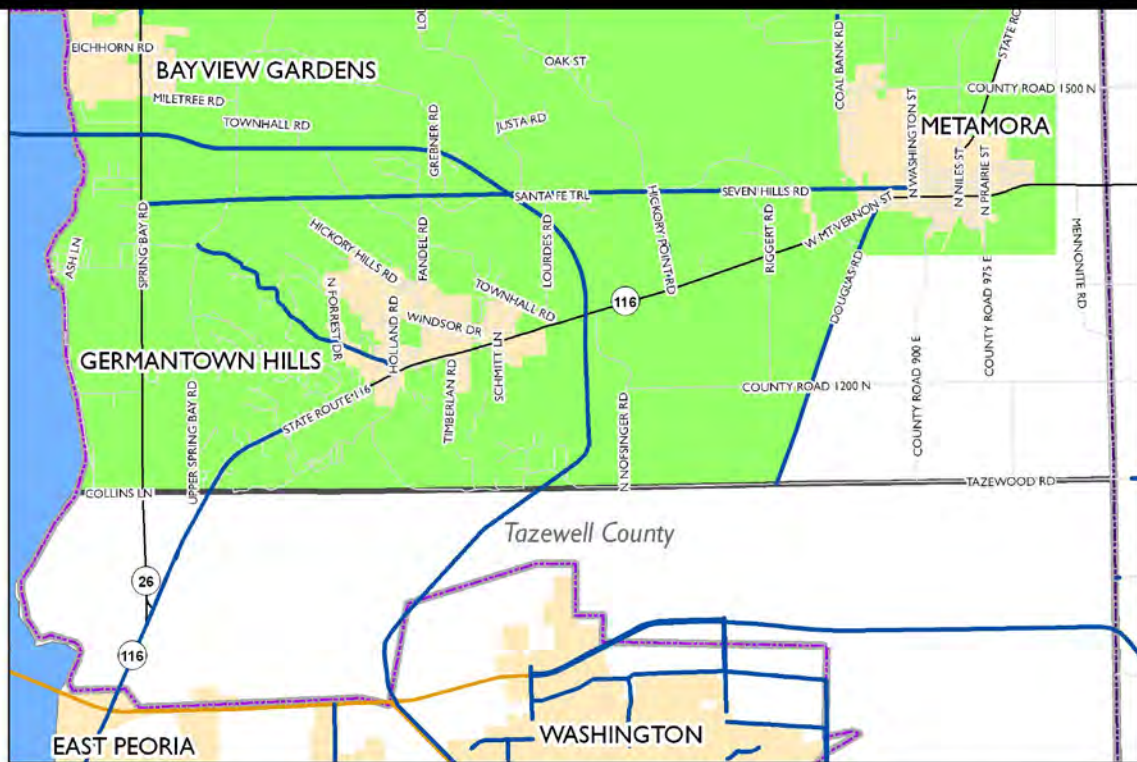 LOU
COAL BANK RD
STATE RO
EICHHORN RD
BAYVIEW GARDENS
OAK ST
COUNTY ROAD 1500 N
MILETREE RD
TOWNHALL RD
GREBNER RD
JUSTA RD
N WASHINGTON ST
METAMORA
N NILES ST
N PRAIRIE ST
SANTA FE TRL
SEVEN HILLS RD
HICKORY POINT RD
W MT VERNON ST
ASH LN
SPRING BAY RD
HICKORY HILLS RD
FANDEL RD
LOURDES RD
RIGGERT RD
MENNONITE RD
TOWNHALL RD
116
DOUGLAS RD
COUNTY ROAD 975 E
N FORREST DR
HOLLAND RD
WINDSOR DR
SCHMITT LN
GERMANTOWN HILLS
COUNTY ROAD 900 E
COUNTY ROAD 1200 N
STATE ROUTE 116
TIMBERLAN RD
UPPER SPRING BAY RD
N NOFSINGER RD
COLLINS LN
TAZEWOOD RD
Tazewell County
26
116
EAST PEORIA
WASHINGTON